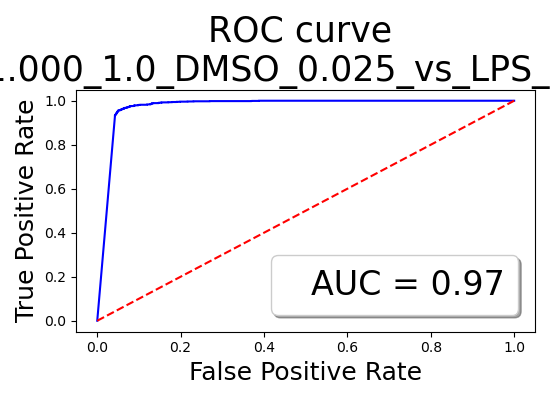 ROC curve
1.000_1.0_DMSO_0.025_vs_LPS_
True Positive Rate
1.0
0.8
0.6
0.4
0.2
0.0
AUC = 0.97
0.0 0.2 0.4 0.6 0.8 1.0
False Positive Rate